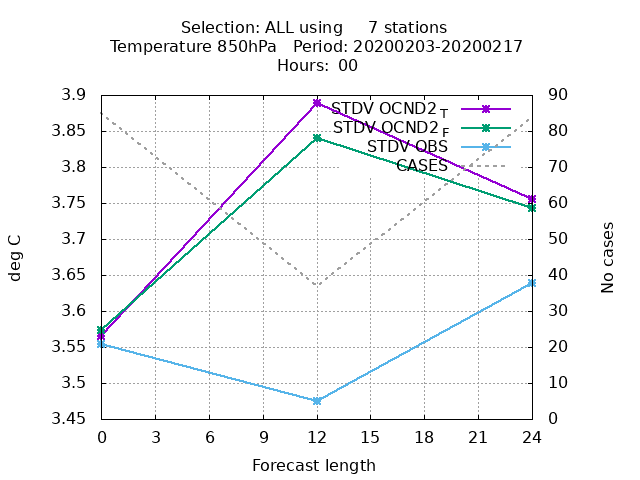 Selection: ALL using     7 stations
Temperature 850hPa   Period: 20200203-20200217
Hours: 00
3.9
3.85
3.8
3.75
3.7
3.65
3.6
3.55
3.5
3.45
deg C
STDV OCND2 T
STDV OCND2 F
STDV OBS
CASES
90
80
70
60
50
40
30
20
10
0
No cases
0 3 6 9 12 15 18 21 24
Forecast length